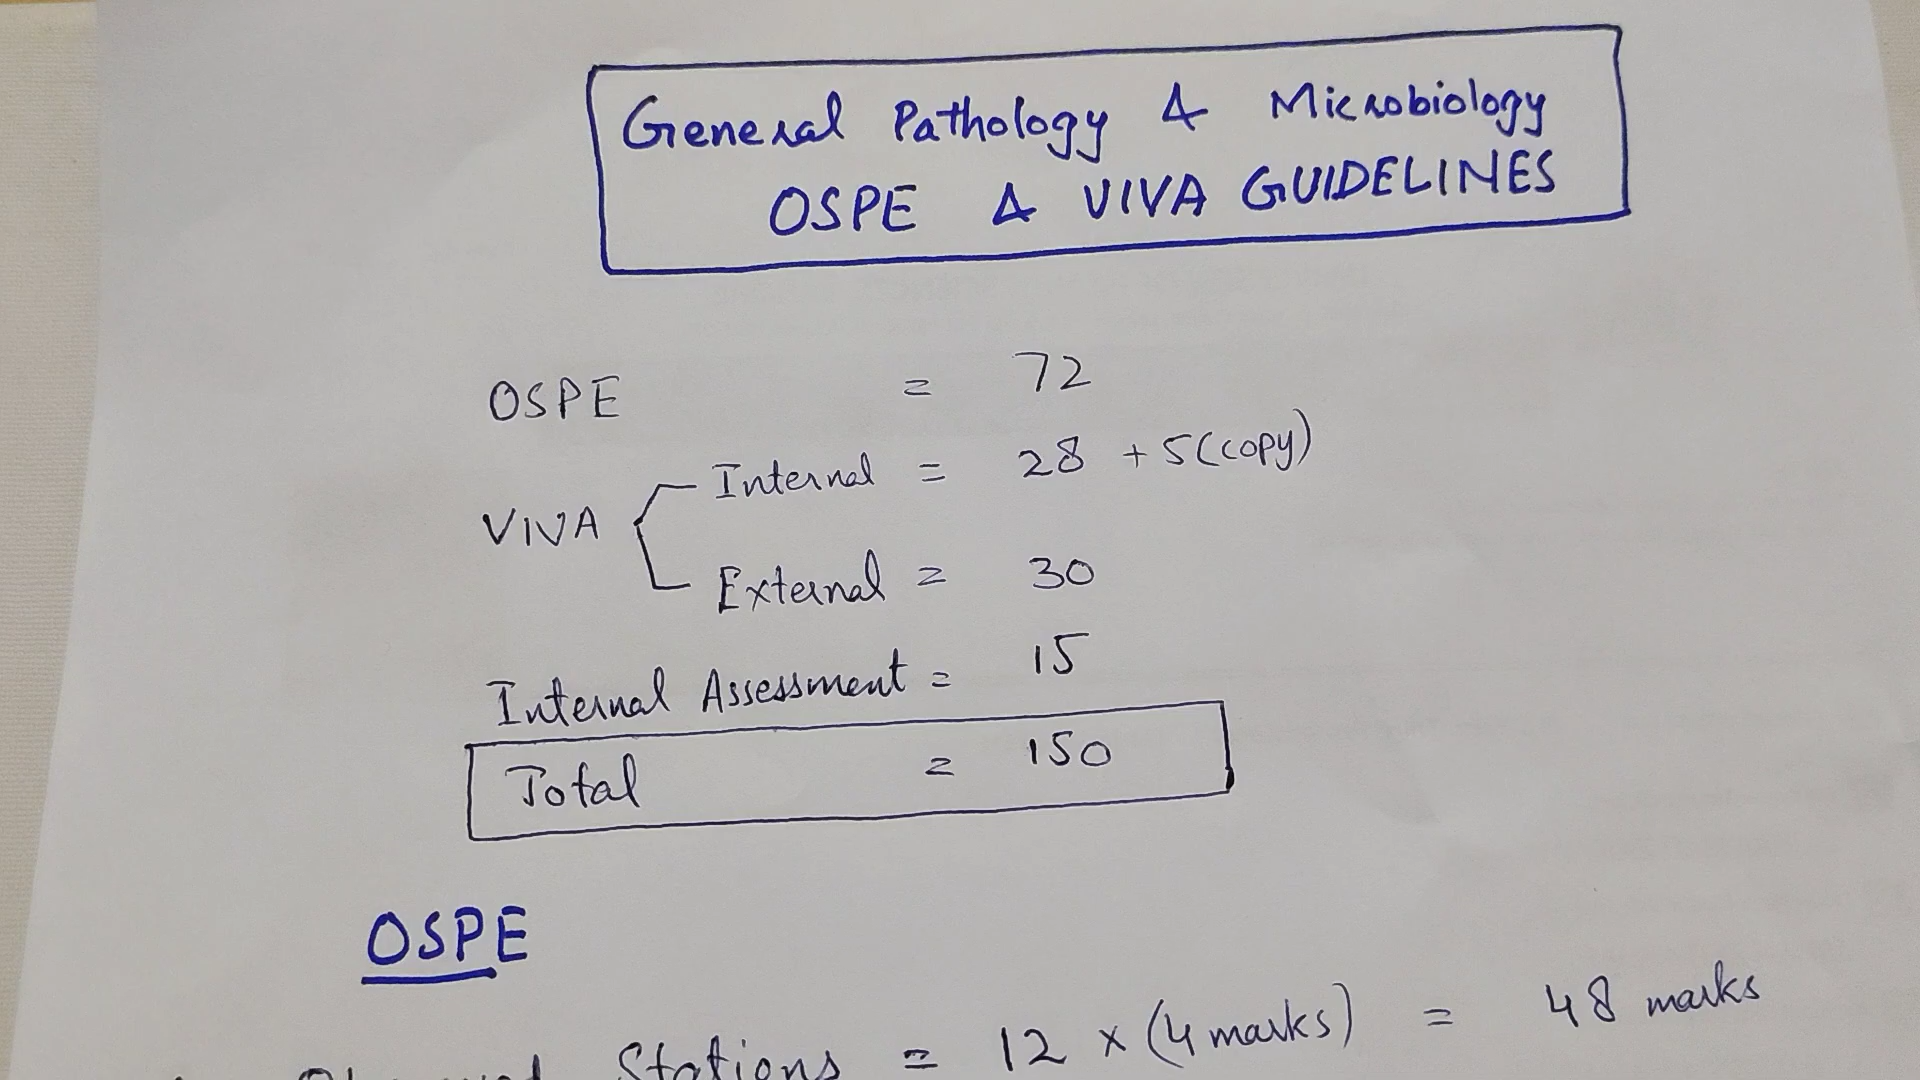 General Pathology & Microbiology
OSPE & VIVA GUIDELINES
OSPE = 72
VIVA
Internal = 28 + 5(copy)
External = 30
Internal Assessment = 15
Total = 150
OSPE
Stations = 12 x (4 marks) = 48 marks